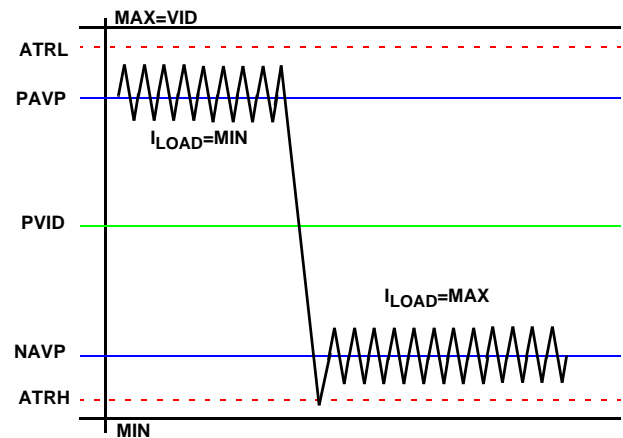 MAX=VID
ATRL
PAVP
ILOAD=MIN
PVID
ILOAD=MAX
NAVP
ATRH
MIN